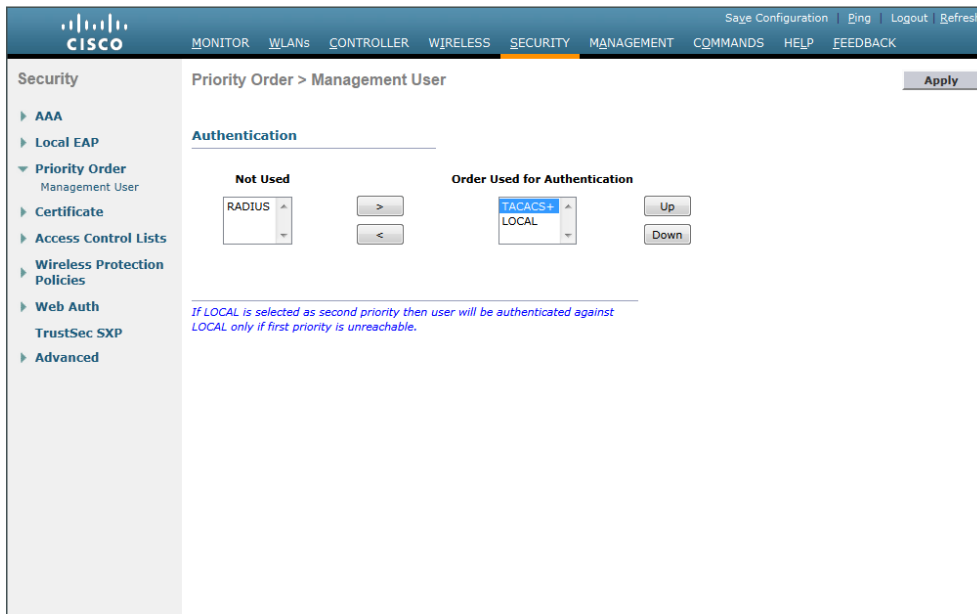 Save Configuration | Ping | Logout | Refresh
CISCO
MONITOR WLANs CONTROLLER WIRELESS SECURITY MANAGEMENT COMMANDS HELP FEEDBACK
Security
AAA
Local EAP
Priority Order
Management User
Certificate
Access Control Lists
Wireless Protection
Policies
Web Auth
TrustSec SXP
Advanced
Priority Order > Management User
Apply
Authentication
Not Used
Order Used for Authentication
RADIUS
>
<
TACACS+
LOCAL
Up
Down
If LOCAL is selected as second priority then user will be authenticated against
LOCAL only if first priority is unreachable.